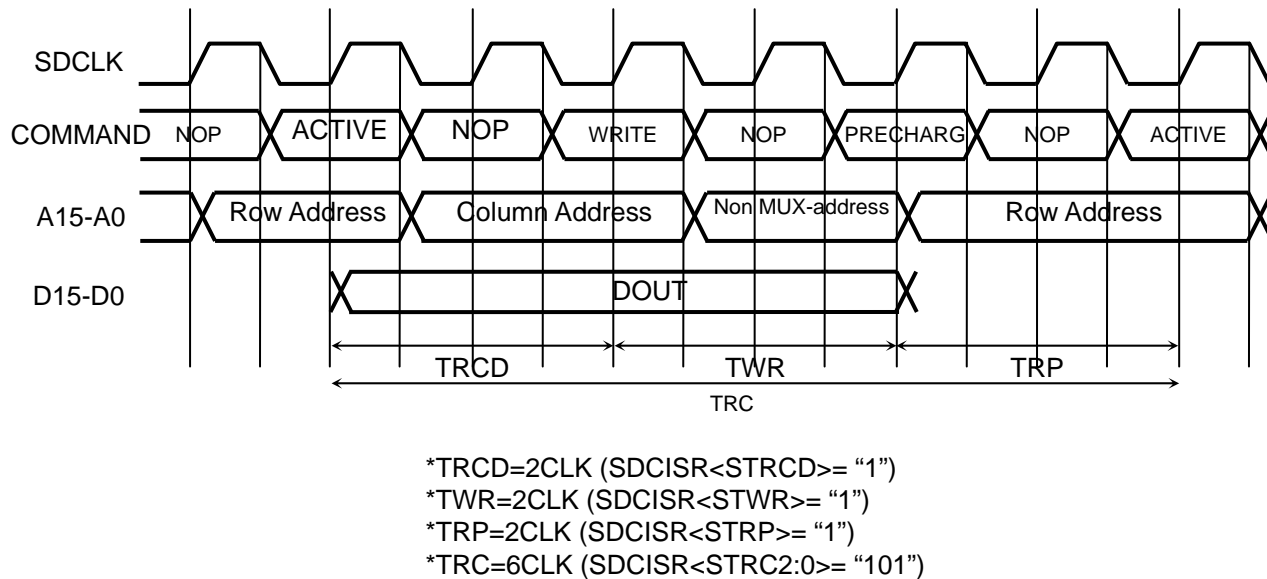 SDCLK
COMMAND NOP ACTIVE NOP WRITE NOP PRECHARG NOP ACTIVE
A15-A0 Row Address Column Address Non MUX-address Row Address
D15-D0 DOUT
TRCD TWR TRP
TRC
*TRCD=2CLK (SDCISR<STRCD>= “1”)
*TWR=2CLK (SDCISR<STWR>= “1”)
*TRP=2CLK (SDCISR<STRP>= “1”)
*TRC=6CLK (SDCISR<STRC2:0>= “101”)